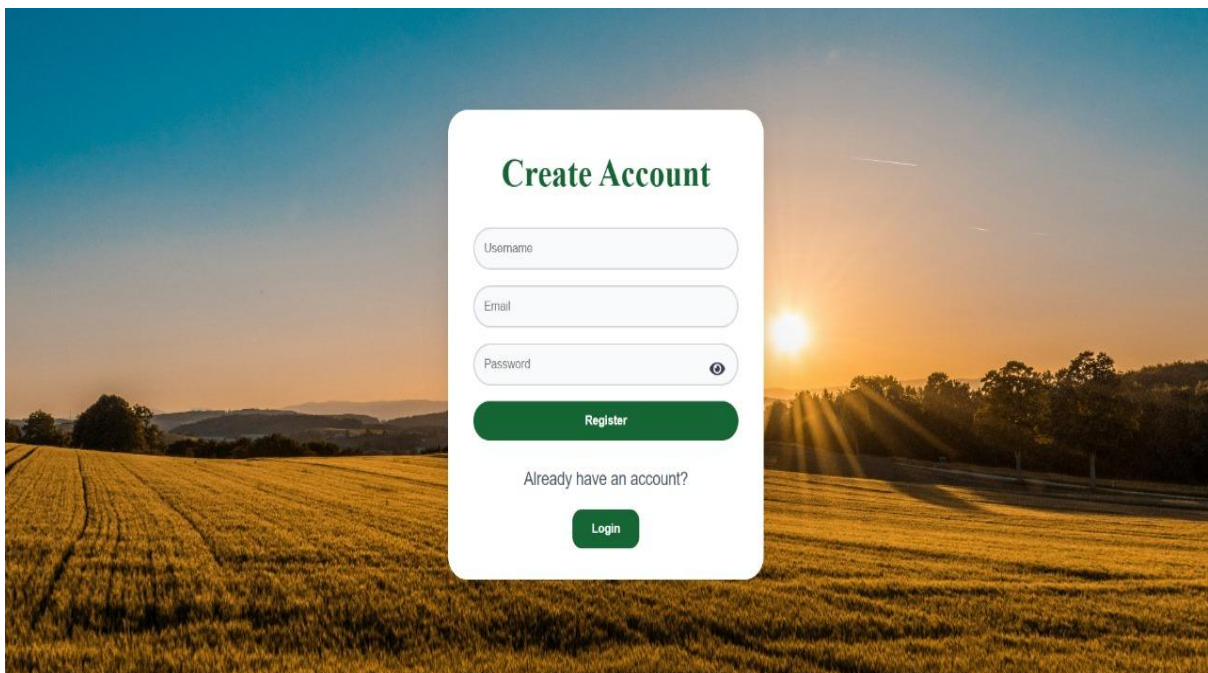 Create Account
Username
Email
Password
Register
Already have an account?
Login